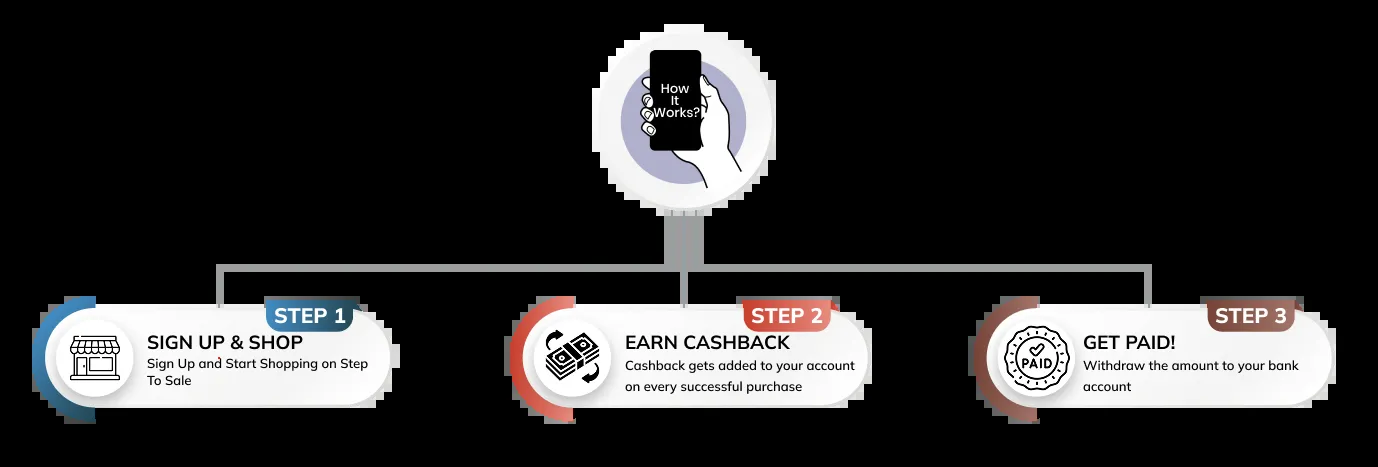 How
It
Works?
STEP 1
SIGN UP & SHOP
Sign Up and Start Shopping on Step
To Sale
STEP 2
EARN CASHBACK
Cashback gets added to your account
on every successful purchase
STEP 3
GET PAID!
PAID
Withdraw the amount to your bank
account